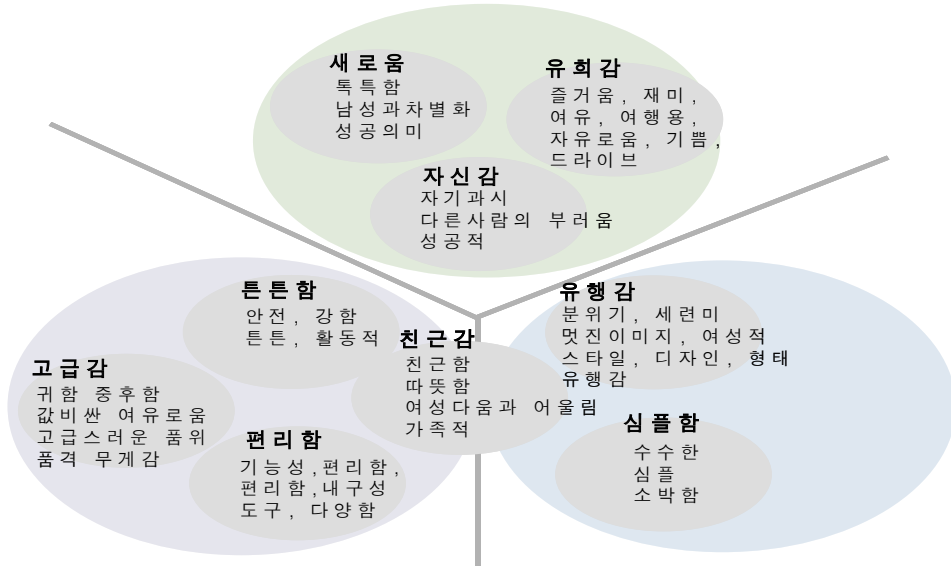 새로움
톡특함
남성과차별화
성공의미
유희감
즐거움, 재미,
여유, 여행용,
자유로움, 기쁨,
드라이브
자신감
자기과시
다른사람의 부러움
성공적
튼튼함
안전, 강함
튼튼, 활동적
고급감
귀함 중후함
값비싼 여유로움
고급스러운 품위
품격 무게감
편리함
기능성,편리함,
편리함,내구성
도구, 다양함
친근감
친근함
따뜻함
여성다움과 어울림
가족적
유행감
분위기, 세련미
멋진이미지, 여성적
스타일, 디자인, 형태
유행감
심플함
수수한
심플
소박함